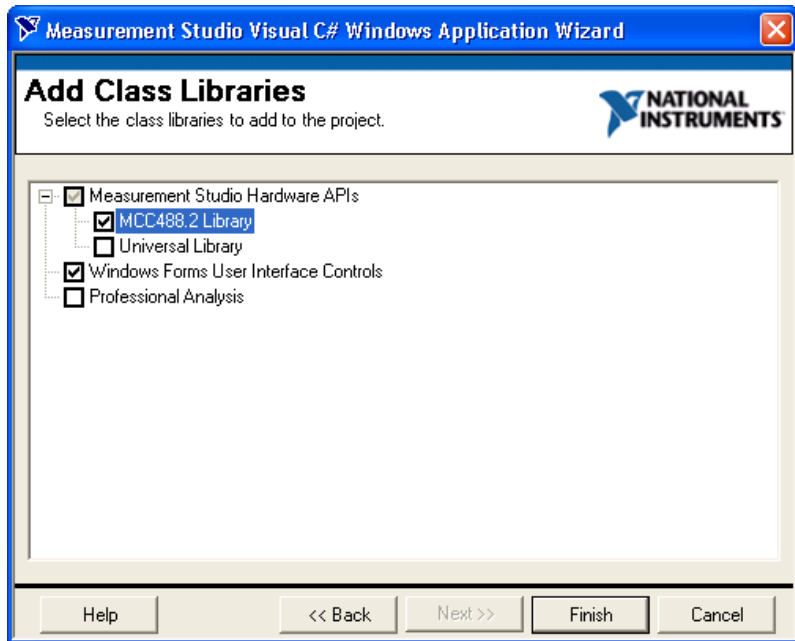 Measurement Studio Visual C# Windows Application Wizard
Add Class Libraries
Select the class libraries to add to the project.
NATIONAL
INSTRUMENTS
Measurement Studio Hardware APIs
MCC488.2 Library
Universal Library
Windows Forms User Interface Controls
Professional Analysis
Help << Back Next >> Finish Cancel